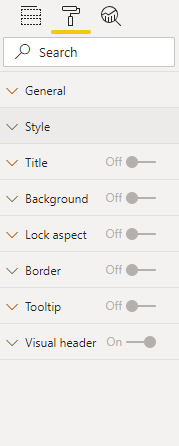 Search
General
Style
Title Off
Background Off
Lock aspect Off
Border Off
Tooltip Off
Visual header On